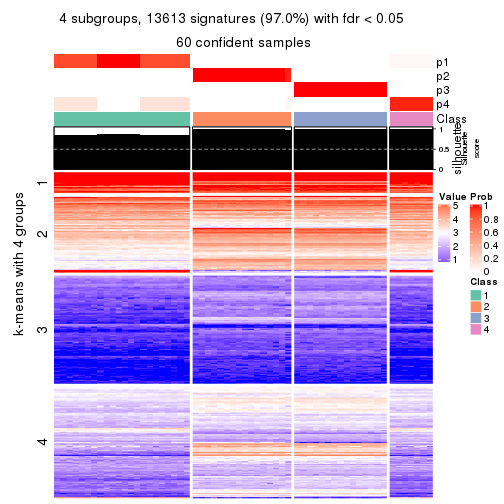 4 subgroups, 13613 signatures (97.0%) with fdr < 0.05
60 confident samples
p1
p2
p3
p4
Class
1
0.5
0
silhouette
Silhouette
score
k-means with 4 groups
1
2
3
4
Value
5
4
3
2
1
Prob
1
0.8
0.6
0.4
0.2
0
Class
1
2
3
4